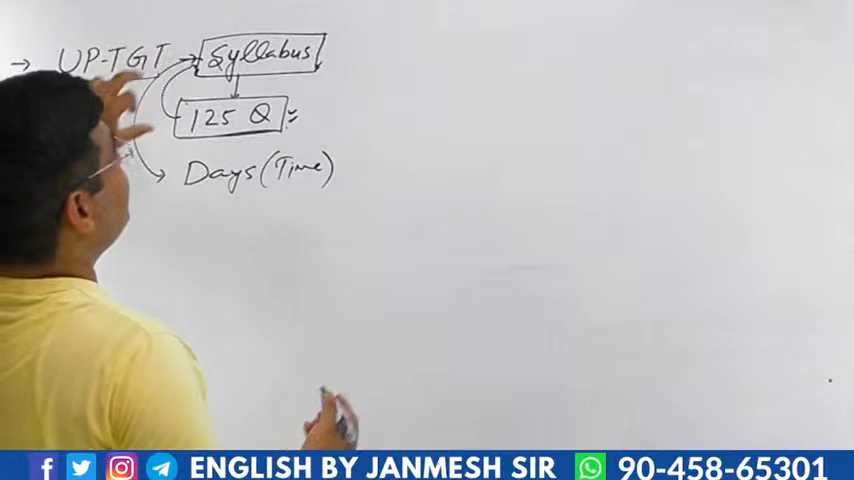 → UP-TGT → Syllabus
125 Q
Days (Time)
ENGLISH BY JANMESH SIR 90-458-65301